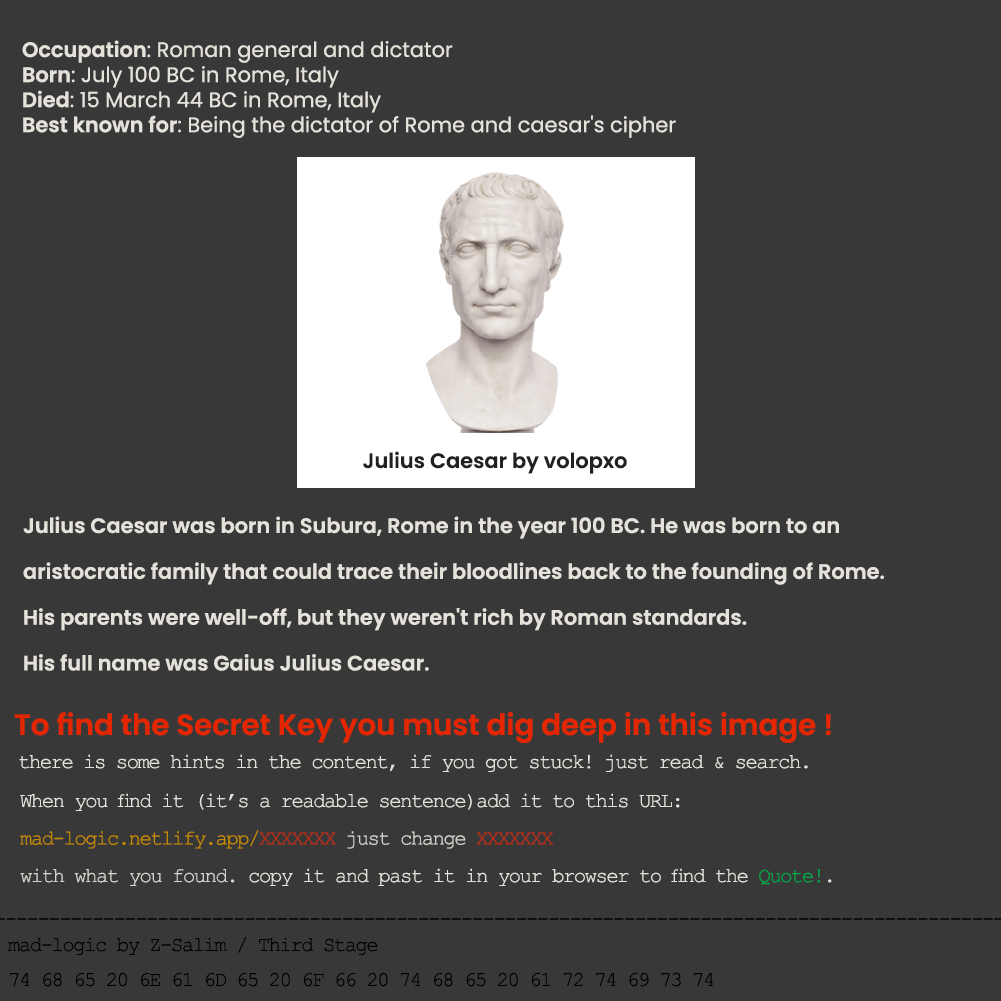 Occupation: Roman general and dictator
Born: July 100 BC in Rome, Italy
Died: 15 March 44 BC in Rome, Italy
Best known for: Being the dictator of Rome and caesar's cipher
Julius Caesar by volopxo
Julius Caesar was born in Subura, Rome in the year 100 BC. He was born to an
aristocratic family that could trace their bloodlines back to the founding of Rome.
His parents were well-off, but they weren't rich by Roman standards.
His full name was Gaius Julius Caesar.
To find the Secret Key you must dig deep in this image !
there is some hints in the content, if you got stuck! just read & search.
When you find it (it’s a readable sentence)add it to this URL:
mad-logic.netlify.app/XXXXXXX just change XXXXXXX
with what you found. copy it and past it in your browser to find the Quote!.
mad-logic by Z-Salim / Third Stage
74 68 65 20 6E 61 6D 65 20 6F 66 20 74 68 65 20 61 72 74 69 73 74